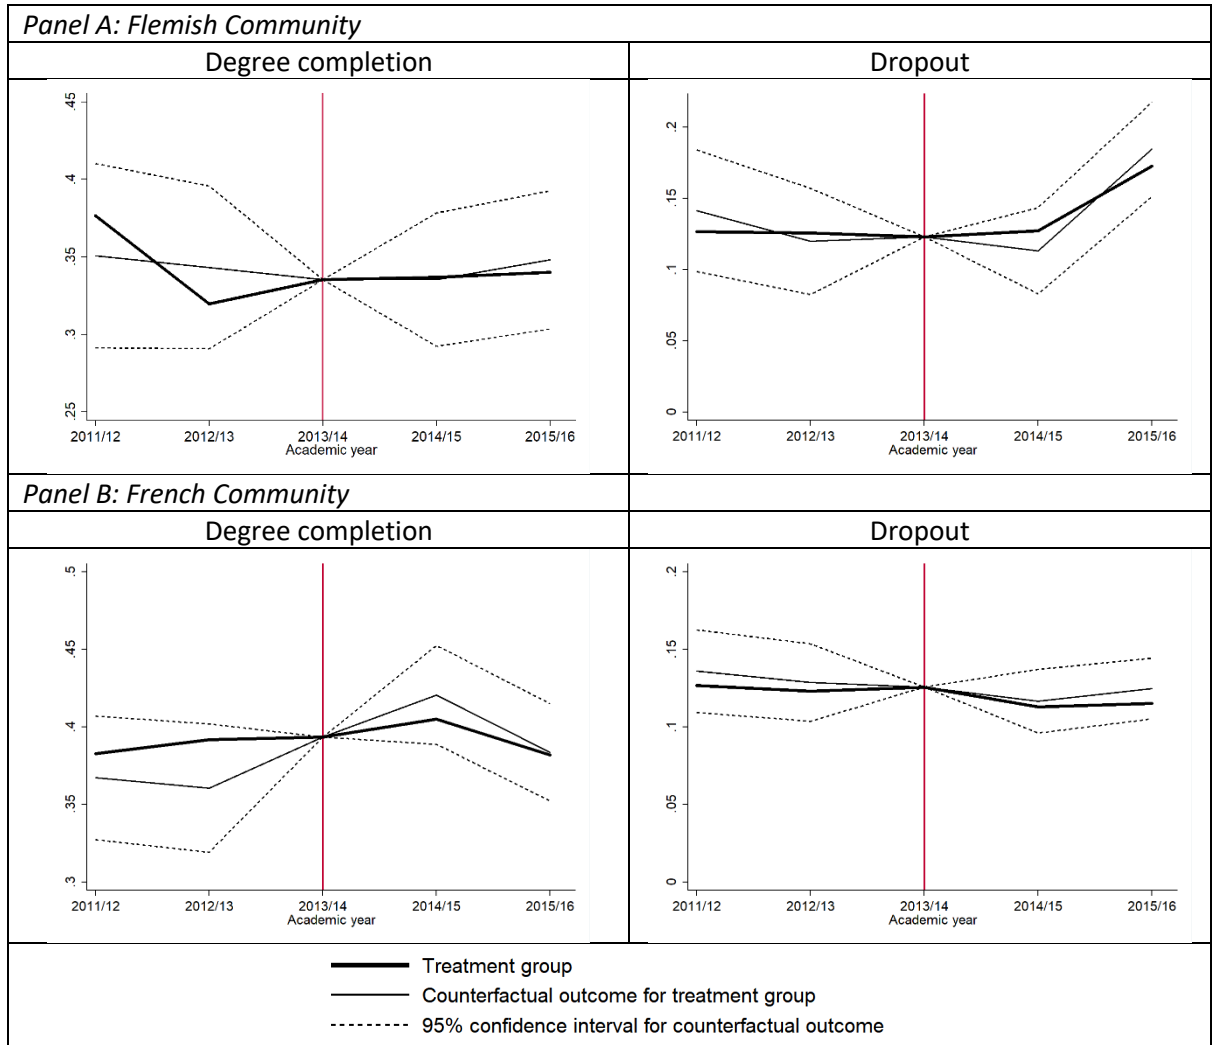 Panel A: Flemish Community
Degree completion
Dropout
.45
.4
.35
.3
.25
2011/12 2012/13 2013/14 2014/15 2015/16
Academic year
.2
.15
.1
.05
0
2011/12 2012/13 2013/14 2014/15 2015/16
Academic year
Panel B: French Community
Degree completion
Dropout
.5
.45
.4
.35
.3
2011/12 2012/13 2013/14 2014/15 2015/16
Academic year
.2
.15
.1
.05
0
2011/12 2012/13 2013/14 2014/15 2015/16
Academic year
Treatment group
Counterfactual outcome for treatment group
95% confidence interval for counterfactual outcome